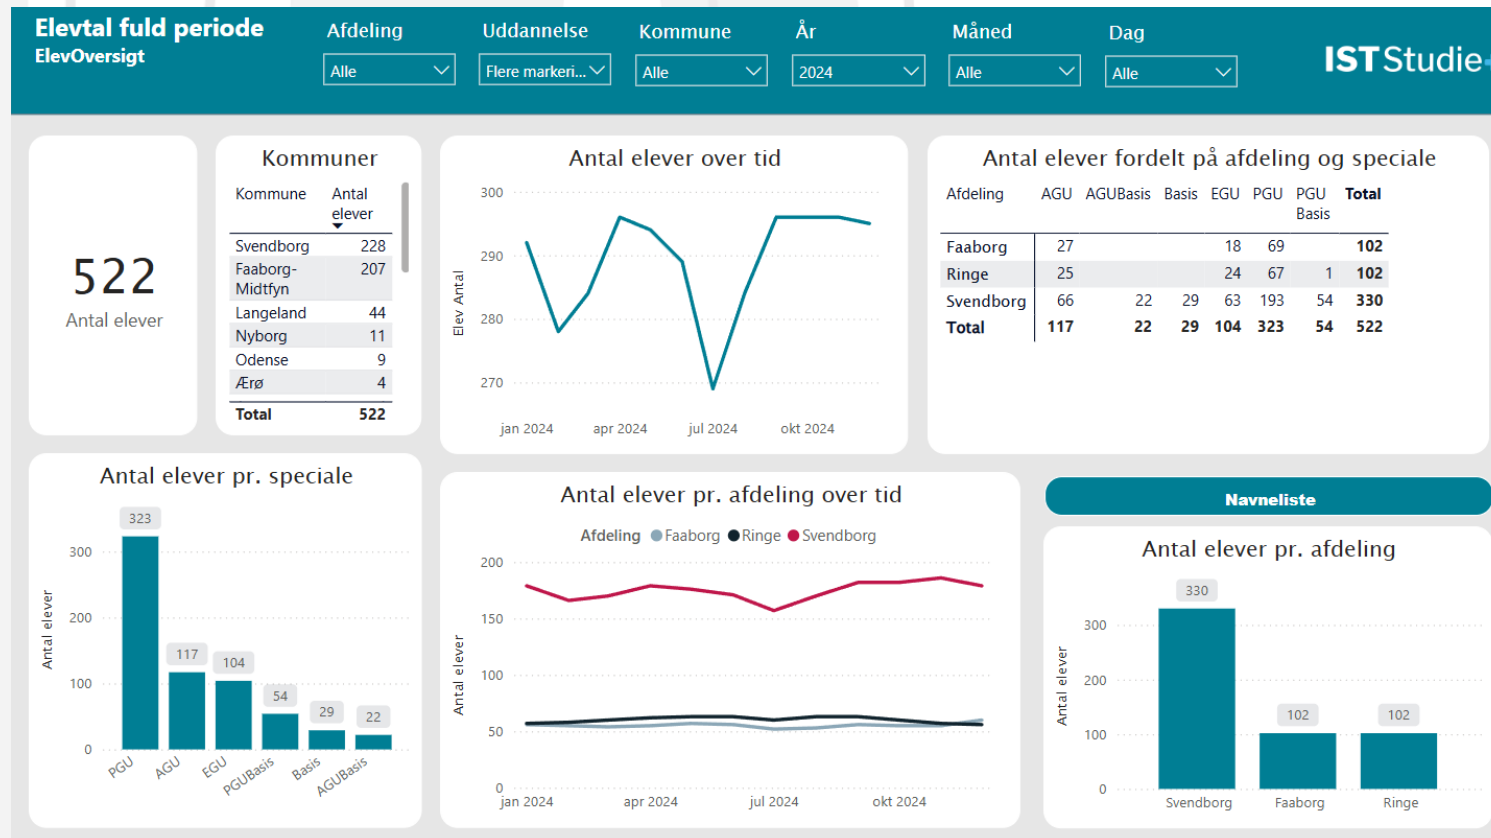 Elevtal fuld periode
ElevOversigt
Afdeling
Alle
Uddannelse
Flere markeri...
Kommune
Alle
År
2024
Måned
Alle
Dag
Alle
IST Studie
522
Antal elever
Kommuner
Kommune Antal elever
Svendborg 228
Faaborg-Midtfyn 207
Langeland 44
Nyborg 11
Odense 9
Ærø 4
Total 522
Antal elever over tid
Elev Antal
300
290
280
270
jan 2024 apr 2024 jul 2024 okt 2024
Antal elever fordelt på afdeling og speciale
Afdeling AGU AGUBasis Basis EGU PGU PGU Basis Total
Faaborg 27 18 69 102
Ringe 25 24 67 1 102
Svendborg 66 22 29 63 193 54 330
Total 117 22 29 104 323 54 522
Antal elever pr. speciale
Antal elever
300
200
100
0
323
117
104
54
29
22
PGU AGU EGU PGUBasis Basis AGUBasis
Antal elever pr. afdeling over tid
Afdeling Faaborg Ringe Svendborg
Antal elever
200
150
100
50
0
jan 2024 apr 2024 jul 2024 okt 2024
Navneliste
Antal elever pr. afdeling
Antal elever
300
200
100
0
330
102
102
Svendborg Faaborg Ringe